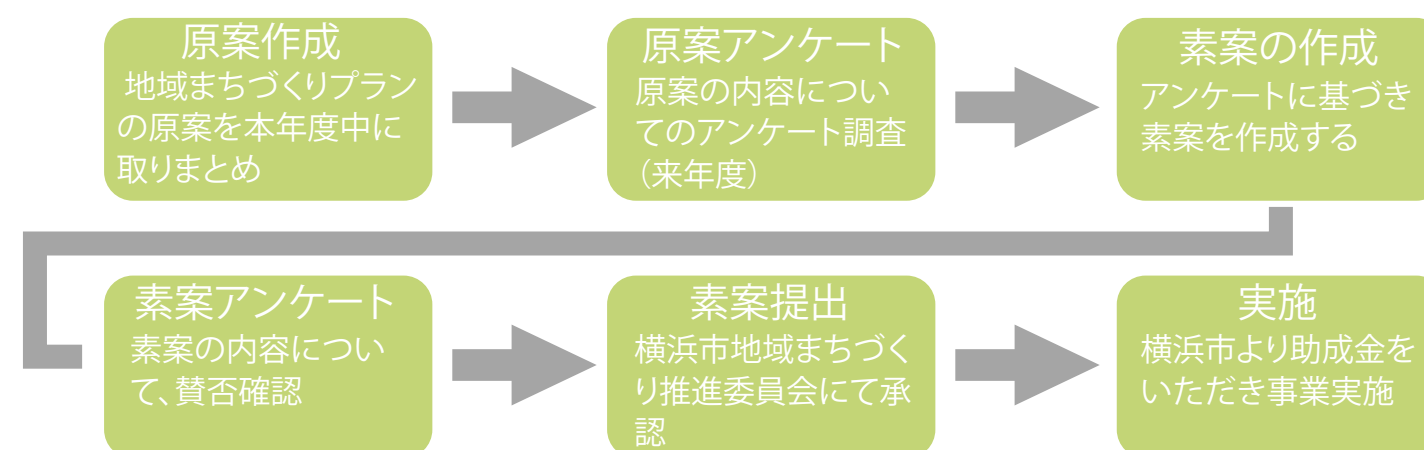 原案作成
地域まちづくりプラン
の原案を本年度中に
取りまとめ
原案アンケート
原案の内容につい
てのアンケート調査
（来年度）
素案の作成
アンケートに基づき
素案を作成する
素案アンケート
素案の内容につい
て、賛否確認
素案提出
横浜市地域まちづく
り推進委員会にて承
認
実施
横浜市より助成金を
いただき事業実施